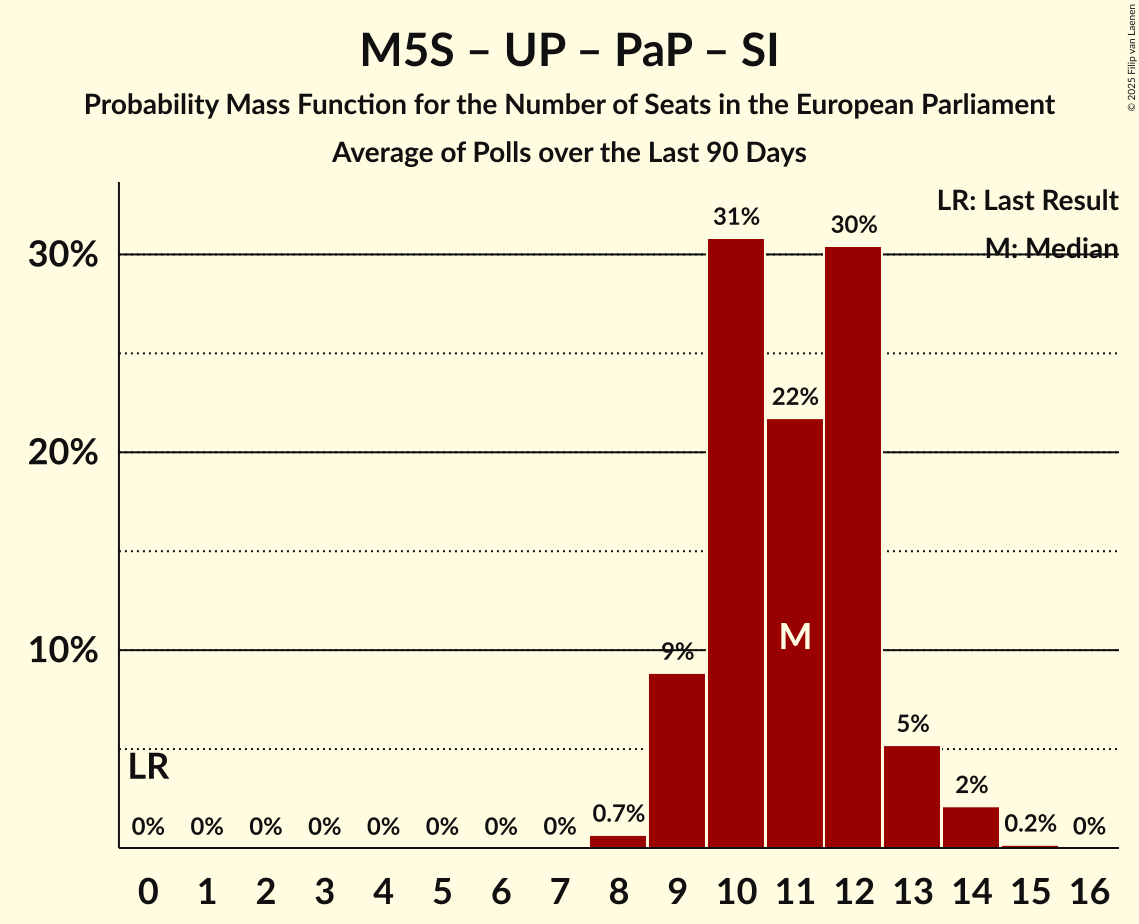 M5S – UP – PaP – SI
Probability Mass Function for the Number of Seats in the European Parliament
Average of Polls over the Last 90 Days
© 2025 Filip van Laenen
LR: Last Result
M: Median
30%
20%
10%
31%
30%
22%
9%
5%
2%
0.7%
0.2%
M
LR
0% 0% 0% 0% 0% 0% 0% 0% 0%
0 1 2 3 4 5 6 7 8 9 10 11 12 13 14 15 16